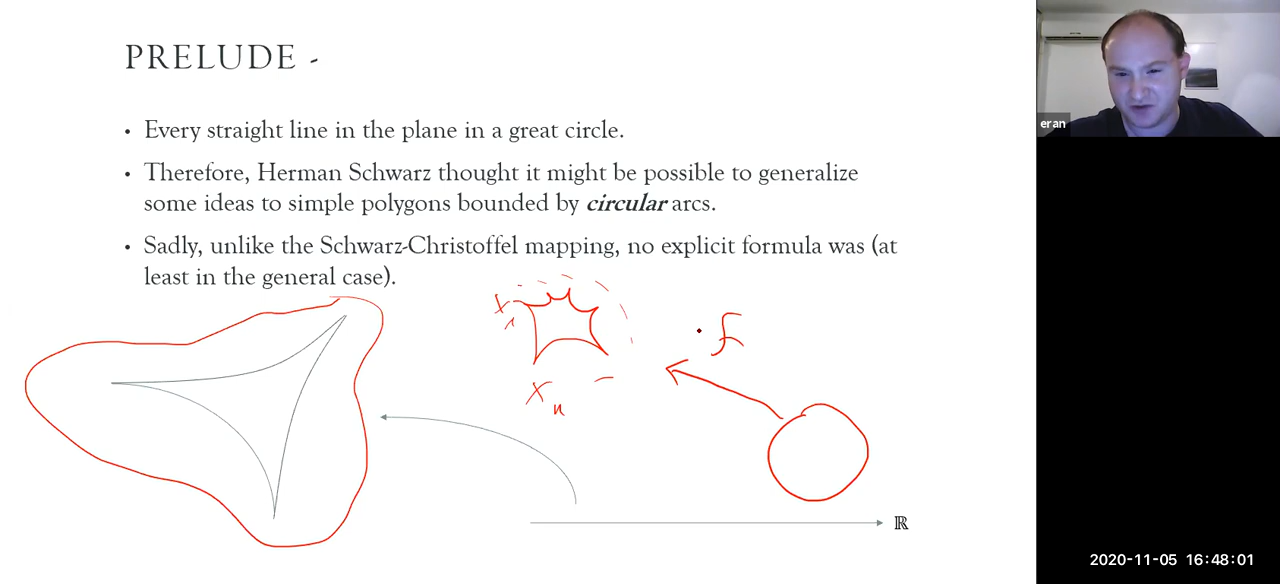 PRELUDE -
• Every straight line in the plane in a great circle.
• Therefore, Herman Schwarz thought it might be possible to generalize
some ideas to simple polygons bounded by circular arcs.
• Sadly, unlike the Schwarz-Christoffel mapping, no explicit formula was (at
least in the general case).
x₁
f
xₙ
ℝ
eran
2020-11-05 16:48:01